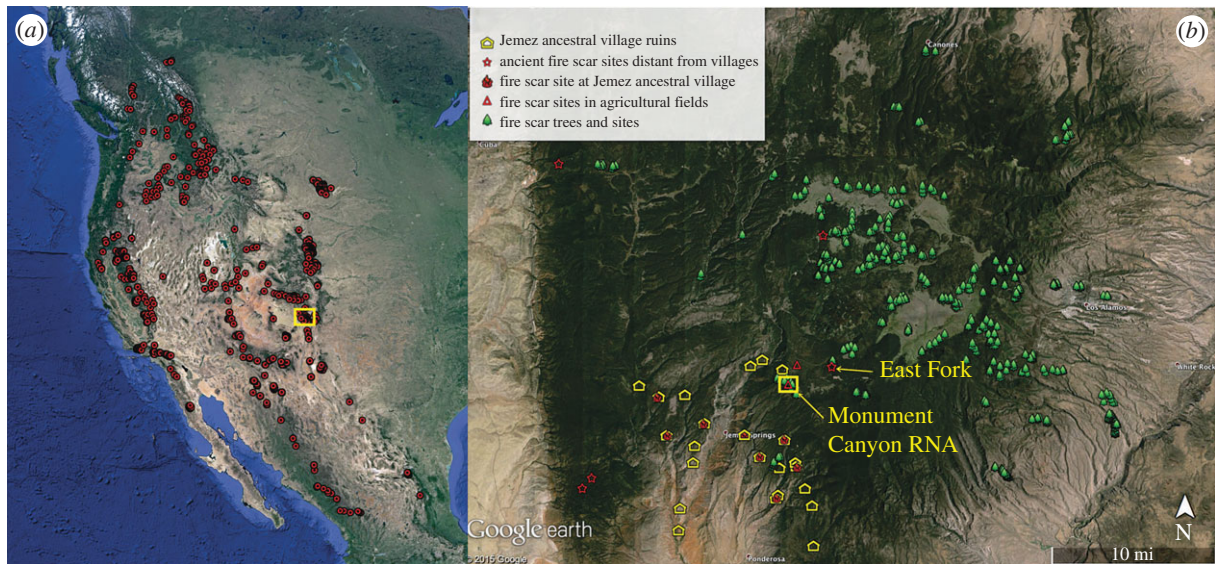 (a)
(b)
Jemez ancestral village ruins
ancient fire scar sites distant from villages
fire scar site at Jemez ancestral village
fire scar sites in agricultural fields
fire scar trees and sites
Canones
Cuba
Los Alamos
White Rock
East Fork
Monument
Canyon RNA
Google earth
© 2015 Google
Ponderosa
N
10 mi